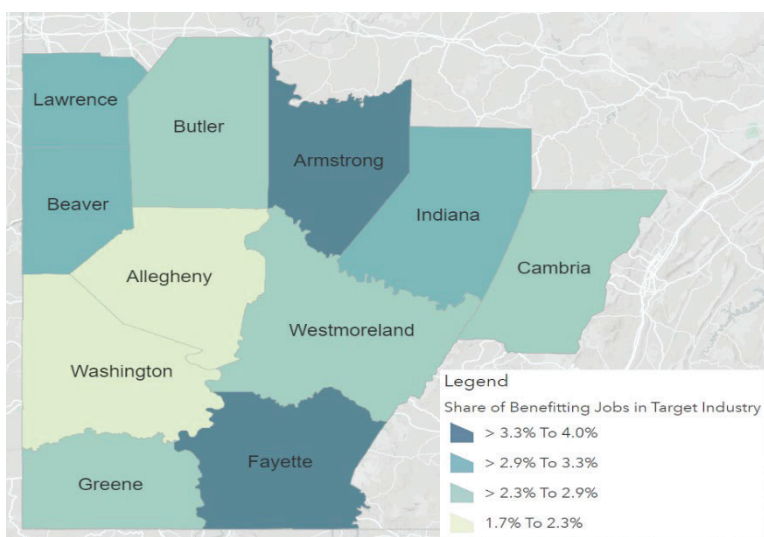 Lawrence
Butler
Armstrong
Beaver
Indiana
Cambria
Allegheny
Westmoreland
Washington
Fayette
Greene
Legend
Share of Benefitting Jobs in Target Industry
> 3.3% To 4.0%
> 2.9% To 3.3%
> 2.3% To 2.9%
1.7% To 2.3%